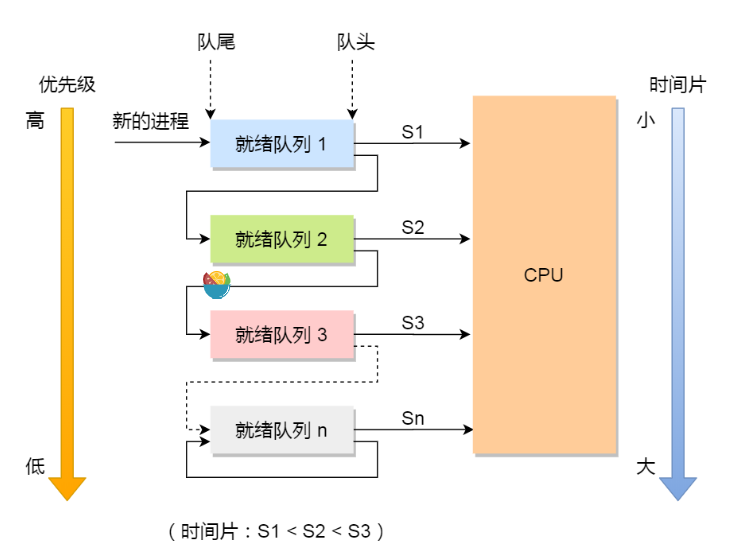 队尾
队头
优先级
时间片
高
新的进程
小
就绪队列 1
S1
就绪队列 2
S2
CPU
就绪队列 3
S3
就绪队列 n
Sn
低
大
（时间片：S1 < S2 < S3）